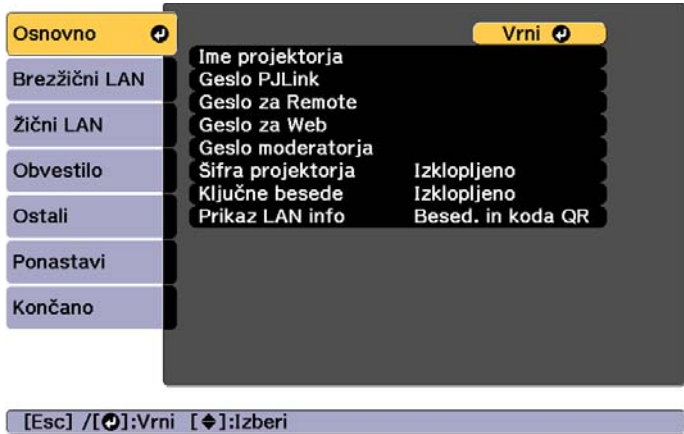 Osnovno
Brezžični LAN
Žični LAN
Obvestilo
Ostali
Ponastavi
Končano
Vrni
Ime projektorja
Geslo PJLink
Geslo za Remote
Geslo za Web
Geslo moderatorja
Šifra projektorja Izklopljeno
Ključne besede Izklopljeno
Prikaz LAN info Besed. in koda QR
[Esc] /[↵]:Vrni [◆]:Izberi